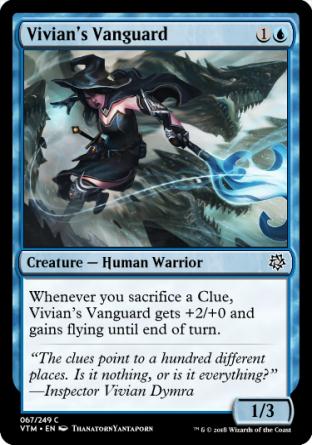 Vivian's Vanguard 1
Creature — Human Warrior
Whenever you sacrifice a Clue,
Vivian's Vanguard gets +2/+0 and
gains flying until end of turn.
"The clues point to a hundred different
places. Is it nothing, or is it everything?"
—Inspector Vivian Dymra
1/3
067/249 C
VTM • EN ThanatornYantaporn
™ & © 2018 Wizards of the Coast